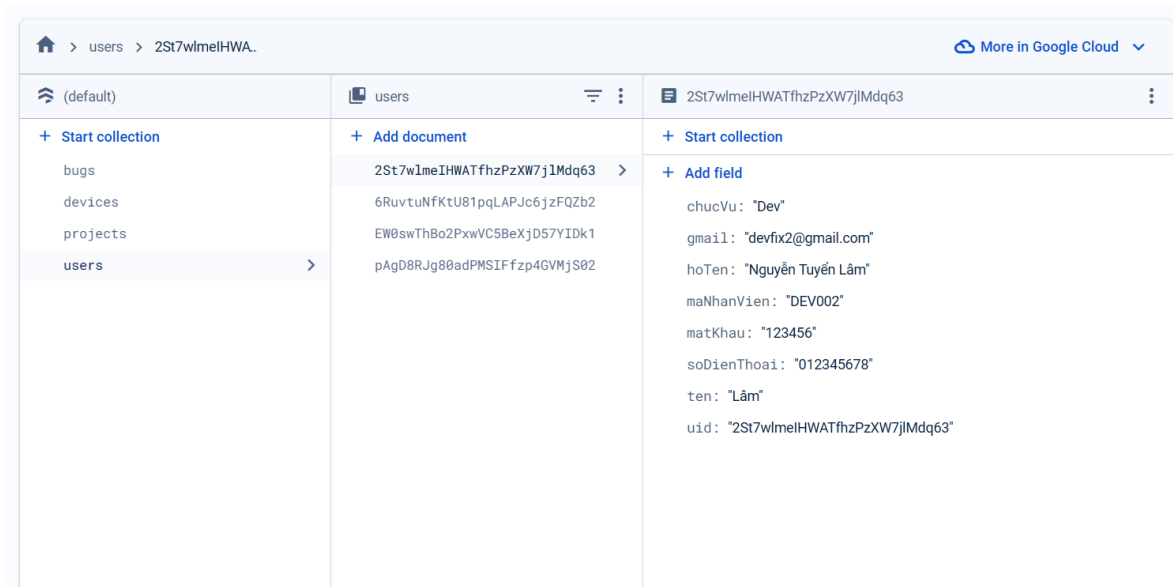 users 2St7wlmeIHWA.. More in Google Cloud
(default)
Start collection
bugs
devices
projects
users
users
Add document
2St7wlmeIHWATfhzPzXW7jlMdq63
6RuvtuNfKtU81pqLAPJc6jzFQZb2
EW0swThBo2PxwVC5BeXjD57YIDk1
pAgD8RJg80adPMSIFfzp4GVMjS02
2St7wlmeIHWATfhzPzXW7jlMdq63
Start collection
Add field
chucVu: "Dev"
gmail: "devfix2@gmail.com"
hoTen: "Nguyễn Tuyển Lâm"
maNhanVien: "DEV002"
matKhau: "123456"
soDienThoai: "012345678"
ten: "Lâm"
uid: "2St7wlmeIHWATfhzPzXW7jlMdq63"